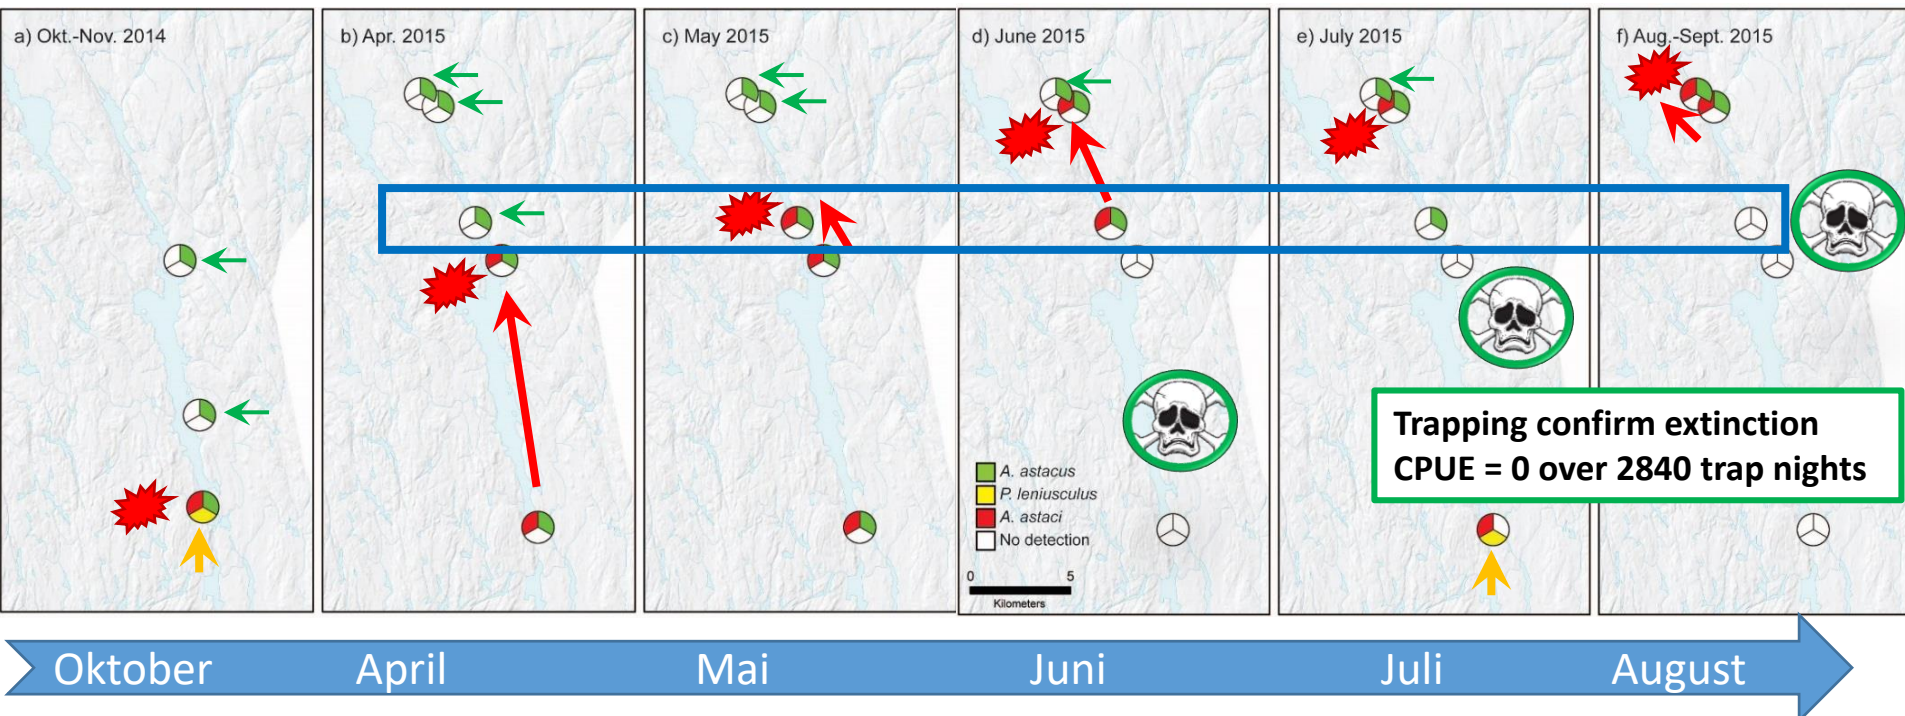 a) Okt.-Nov. 2014
b) Apr. 2015
c) May 2015
d) June 2015
e) July 2015
f) Aug.-Sept. 2015
A. astacus
P. leniusculus
A. astaci
No detection
0 5
Kilometers
Trapping confirm extinction
CPUE = 0 over 2840 trap nights
Oktober
April
Mai
Juni
Juli
August